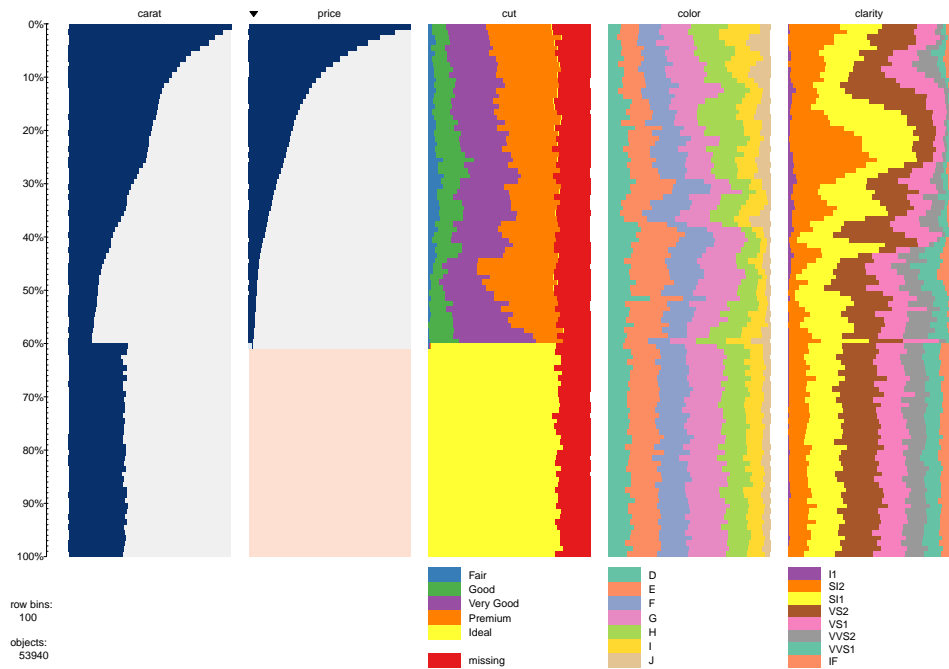 carat price cut color clarity
0%
10%
20%
30%
40%
50%
60%
70%
80%
90%
100%
row bins:
100
objects:
53940
Fair
Good
Very Good
Premium
Ideal
missing
D
E
F
G
H
I
J
I1
SI2
SI1
VS2
VS1
VVS2
VVS1
IF